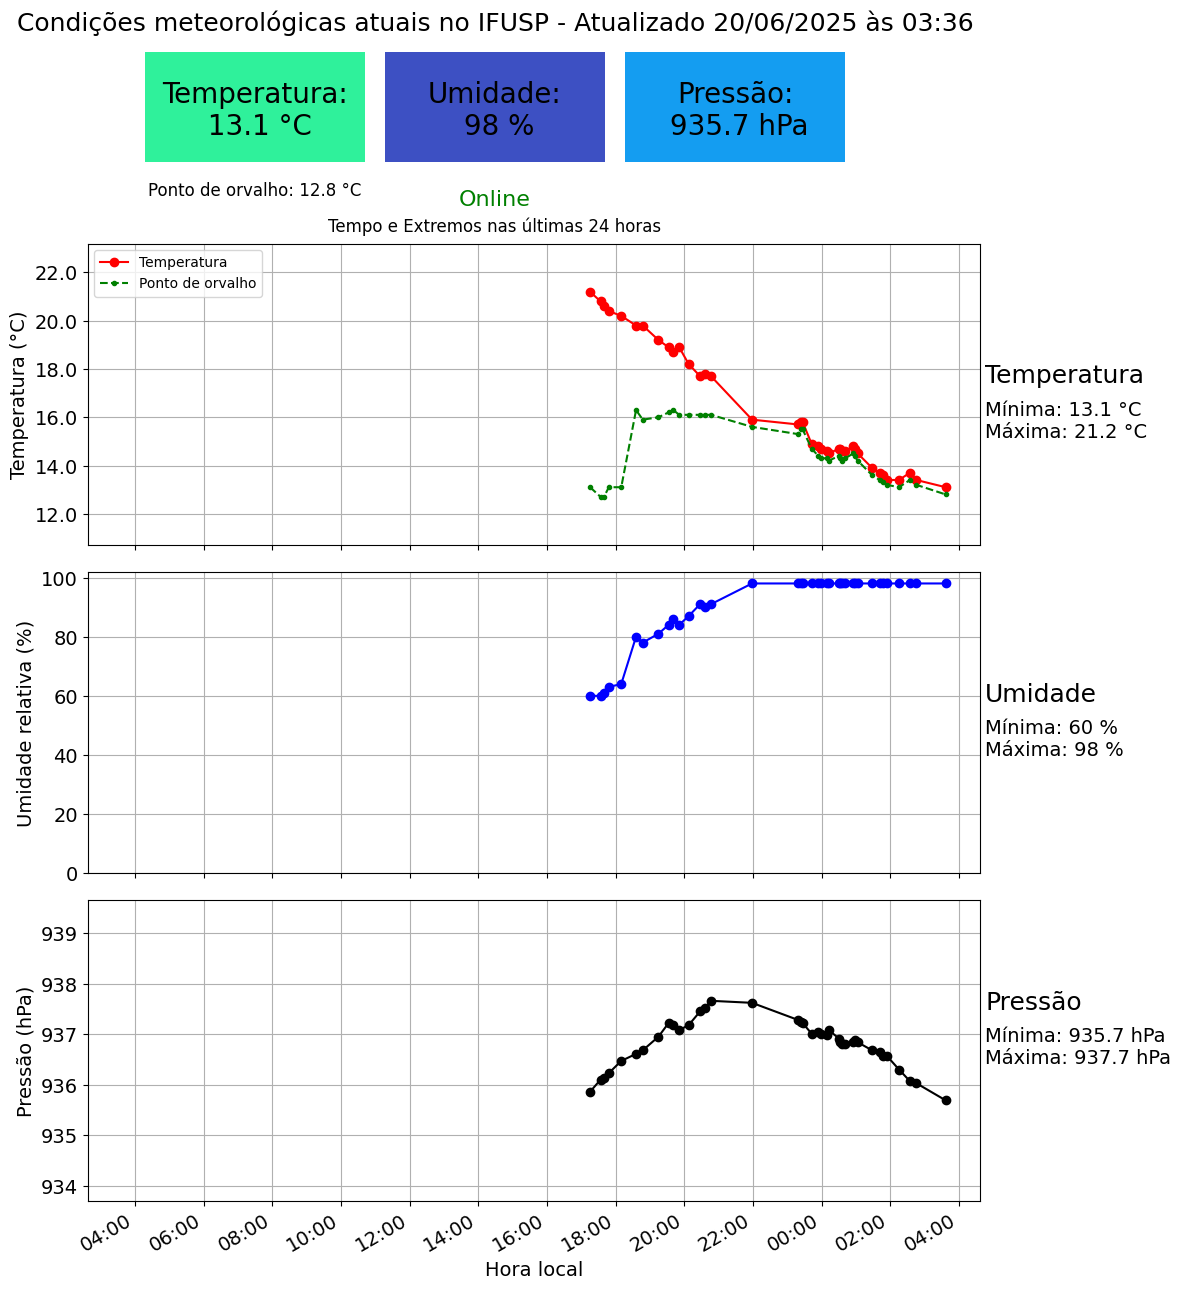 Condições meteorológicas atuais no IFUSP - Atualizado 20/06/2025 às 03:36
Temperatura:
13.1 °C
Umidade:
98 %
Pressão:
935.7 hPa
Ponto de orvalho: 12.8 °C
Online
Tempo e Extremos nas últimas 24 horas
Temperatura
Ponto de orvalho
Temperatura (°C)
22.0
20.0
18.0
16.0
14.0
12.0
Temperatura
Mínima: 13.1 °C
Máxima: 21.2 °C
Umidade relativa (%)
100
80
60
40
20
0
Umidade
Mínima: 60 %
Máxima: 98 %
Pressão (hPa)
939
938
937
936
935
934
Pressão
Mínima: 935.7 hPa
Máxima: 937.7 hPa
04:00 06:00 08:00 10:00 12:00 14:00 16:00 18:00 20:00 22:00 00:00 02:00 04:00
Hora local